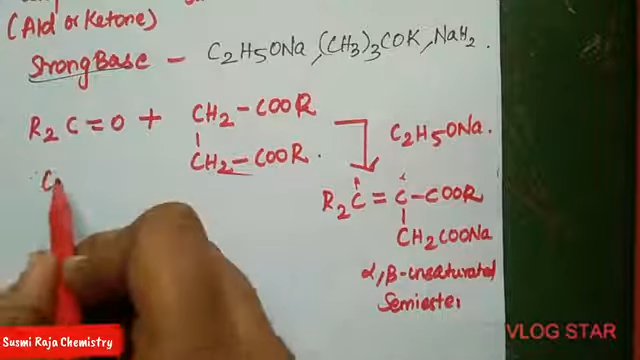 (Ald or Ketone)
Strong Base - C2H5ONa, (CH3)3COK, NaH2.
R2C=O + CH2-COOR
CH2-COOR.
C2H5ONa.
R2C=C-COOR
CH2COONa
α,β-unsaturated
Semiester
C
Susmi Raja Chemistry
VLOG STAR